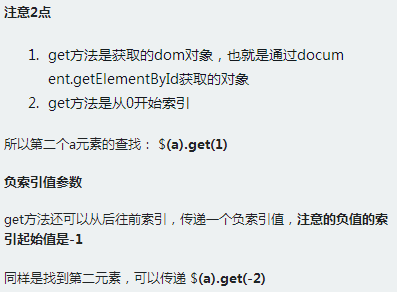 注意2点
1. get方法是获取的dom对象，也就是通过docum
ent.getElementById获取的对象
2. get方法是从0开始索引
所以第二个a元素的查找： $(a).get(1)
负索引值参数
get方法还可以从后往前索引，传递一个负索引值，注意的负值的索
引起始值是-1
同样是找到第二元素，可以传递 $(a).get(-2)